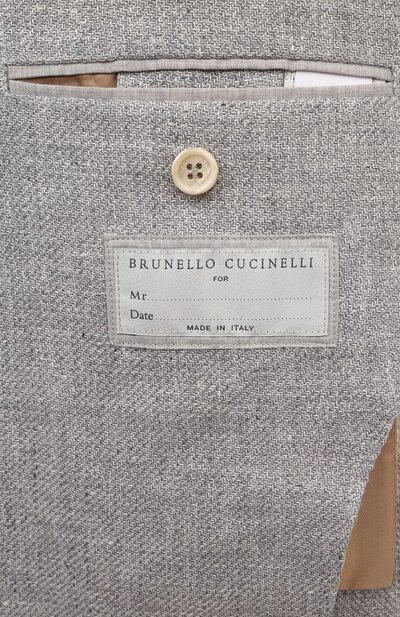 BRUNELLO CUCINELLI
FOR
Mr
Date
MADE IN ITALY